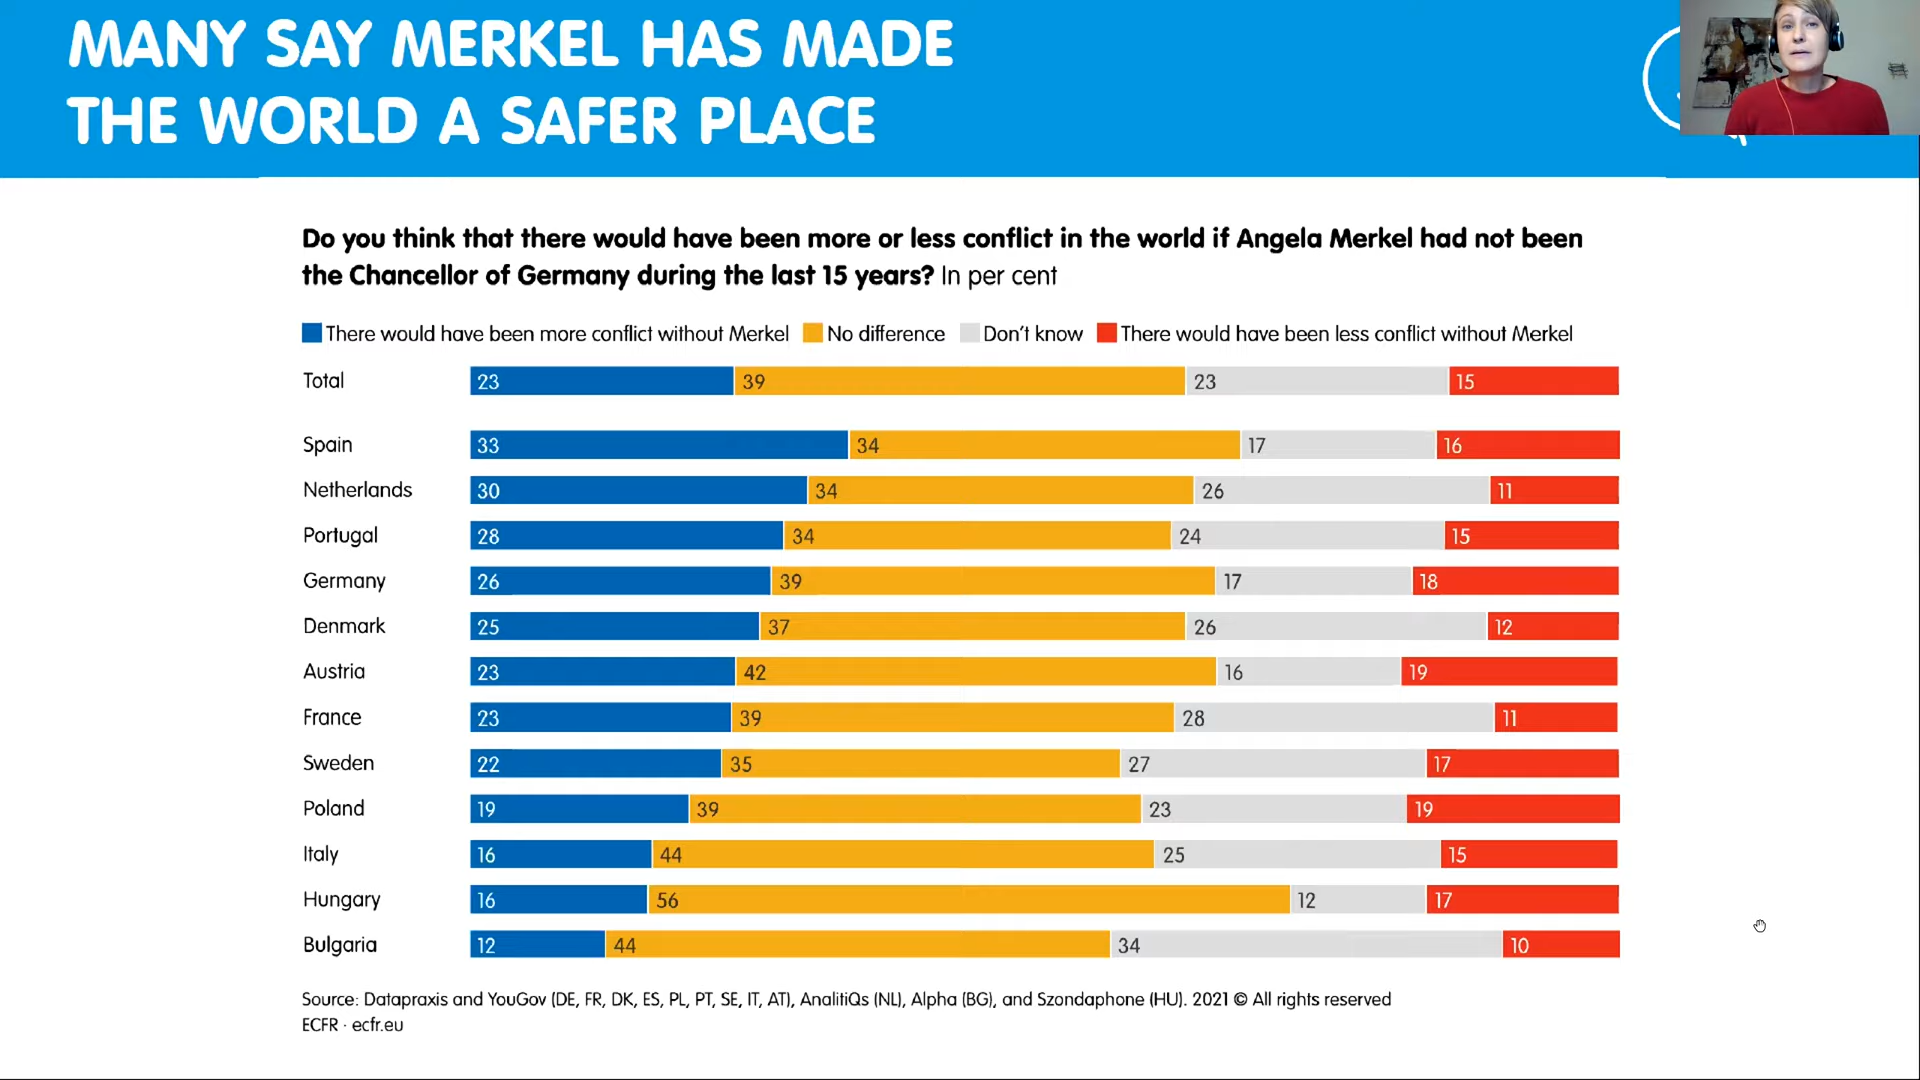 MANY SAY MERKEL HAS MADE
THE WORLD A SAFER PLACE
Do you think that there would have been more or less conflict in the world if Angela Merkel had not been
the Chancellor of Germany during the last 15 years? In per cent
There would have been more conflict without Merkel No difference Don't know There would have been less conflict without Merkel
Total 23 39 23 15
Spain 33 34 17 16
Netherlands 30 34 26 11
Portugal 28 34 24 15
Germany 26 39 17 18
Denmark 25 37 26 12
Austria 23 42 16 19
France 23 39 28 11
Sweden 22 35 27 17
Poland 19 39 23 19
Italy 16 44 25 15
Hungary 16 56 12 17
Bulgaria 12 44 34 10
Source: Datapraxis and YouGov (DE, FR, DK, ES, PL, PT, SE, IT, AT), AnalitiQs (NL), Alpha (BG), and Szondaphone (HU). 2021 © All rights reserved
ECFR · ecfr.eu